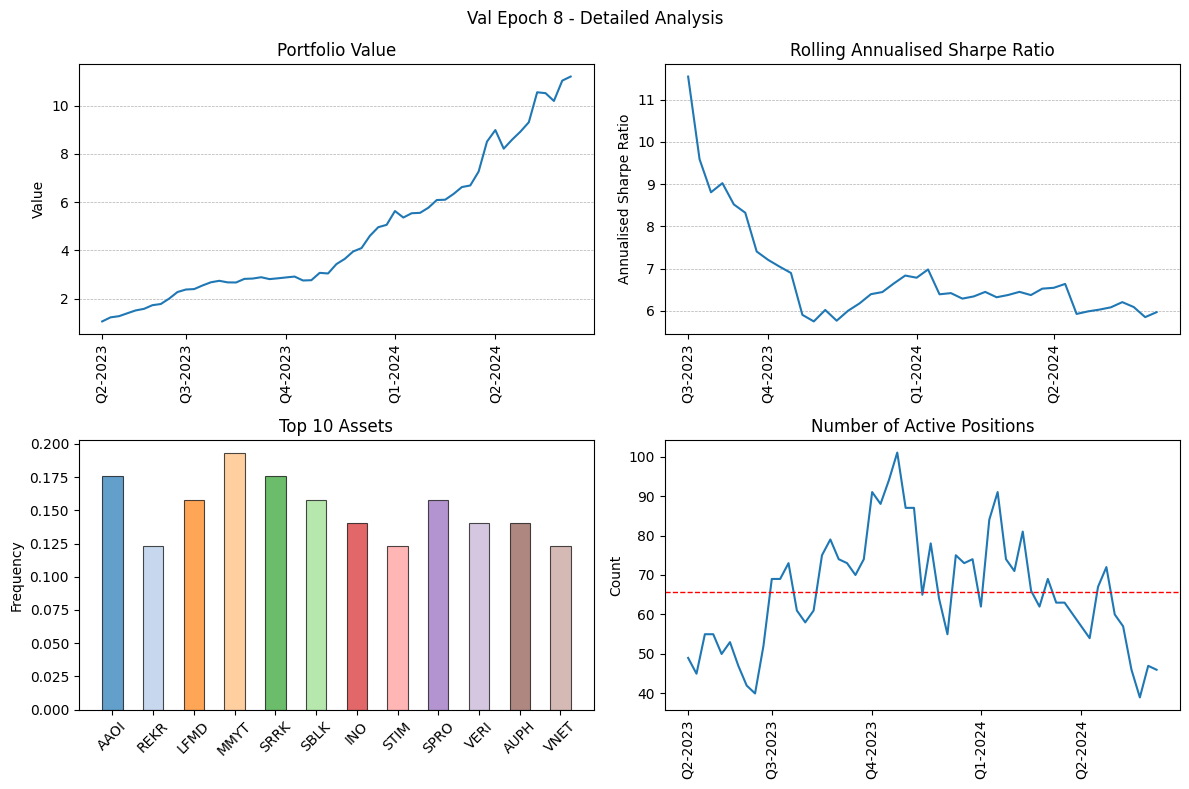 Val Epoch 8 - Detailed Analysis
Portfolio Value
Value
10
8
6
4
2
Q2-2023
Q3-2023
Q4-2023
Q1-2024
Q2-2024
Rolling Annualised Sharpe Ratio
Annualised Sharpe Ratio
11
10
9
8
7
6
Q3-2023
Q4-2023
Q1-2024
Q2-2024
Top 10 Assets
Frequency
0.200
0.175
0.150
0.125
0.100
0.075
0.050
0.025
0.000
AAOI
REKR
LFMD
MMYT
SRRK
SBLK
INO
STIM
SPRO
VERI
AUPH
VNET
Number of Active Positions
Count
100
90
80
70
60
50
40
Q2-2023
Q3-2023
Q4-2023
Q1-2024
Q2-2024